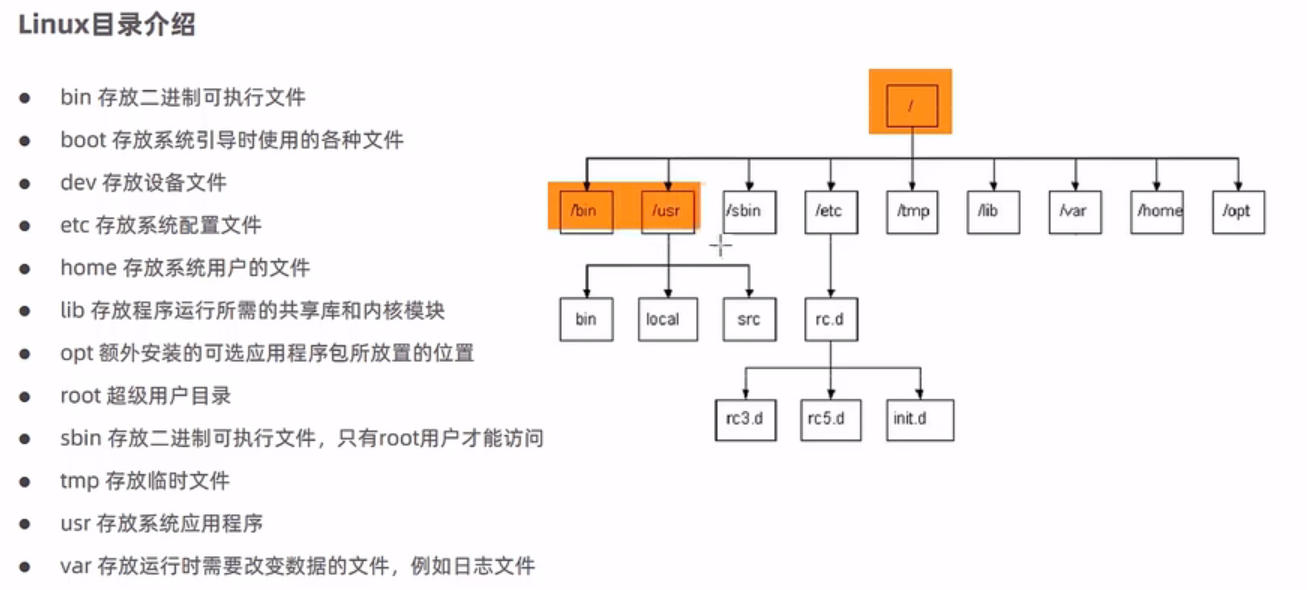 Linux目录介绍
● bin 存放二进制可执行文件
● boot 存放系统引导时使用的各种文件
● dev 存放设备文件
● etc 存放系统配置文件
● home 存放系统用户的文件
● lib 存放程序运行所需的共享库和内核模块
● opt 额外安装的可选应用程序包所放置的位置
● root 超级用户目录
● sbin 存放二进制可执行文件，只有root用户才能访问
● tmp 存放临时文件
● usr 存放系统应用程序
● var 存放运行时需要改变数据的文件，例如日志文件
/
/bin /usr /sbin /etc /tmp /lib /var /home /opt
bin local src rc.d
rc3.d rc5.d init.d